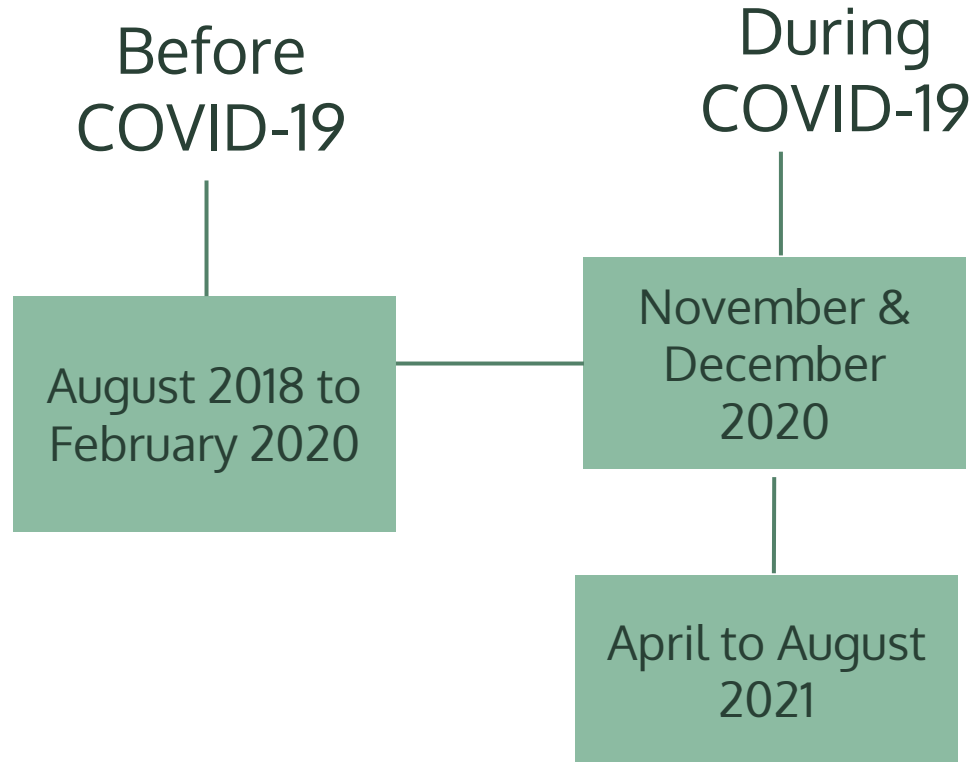 Before
COVID-19
During
COVID-19
August 2018 to
February 2020
November &
December
2020
April to August
2021